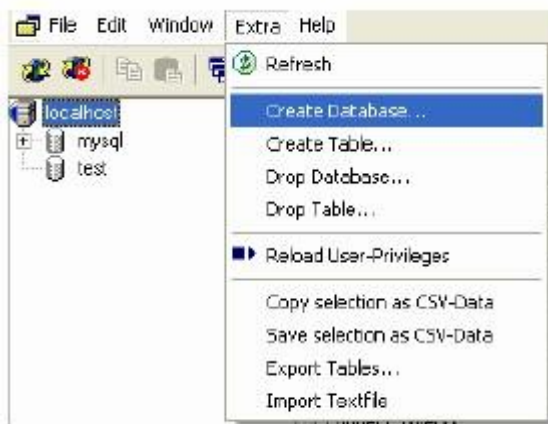 File Edit Window Extra Help
Refresh
localhost
mysql
test
Create Database...
Create Table...
Drop Database...
Drop Table...
Reload User-Privileges
Copy selection as CSV-Data
Save selection as CSV-Data
Export Tables...
Import Textfile